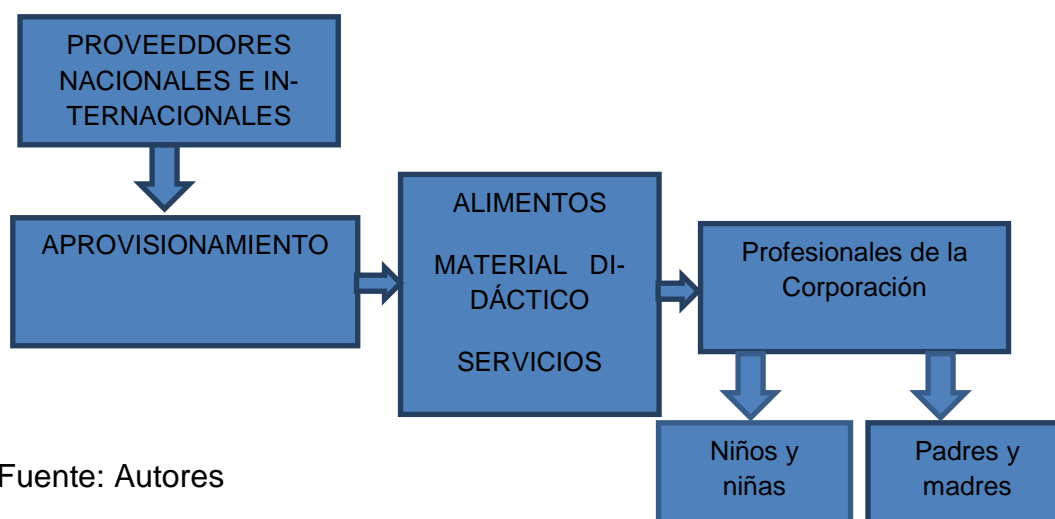 PROVEEDDORES
NACIONALES E IN-
TERNACIONALES
APROVISIONAMIENTO
ALIMENTOS
MATERIAL DI-
DÁCTICO
SERVICIOS
Profesionales de la
Corporación
Niños y
niñas
Padres y
madres
Fuente: Autores